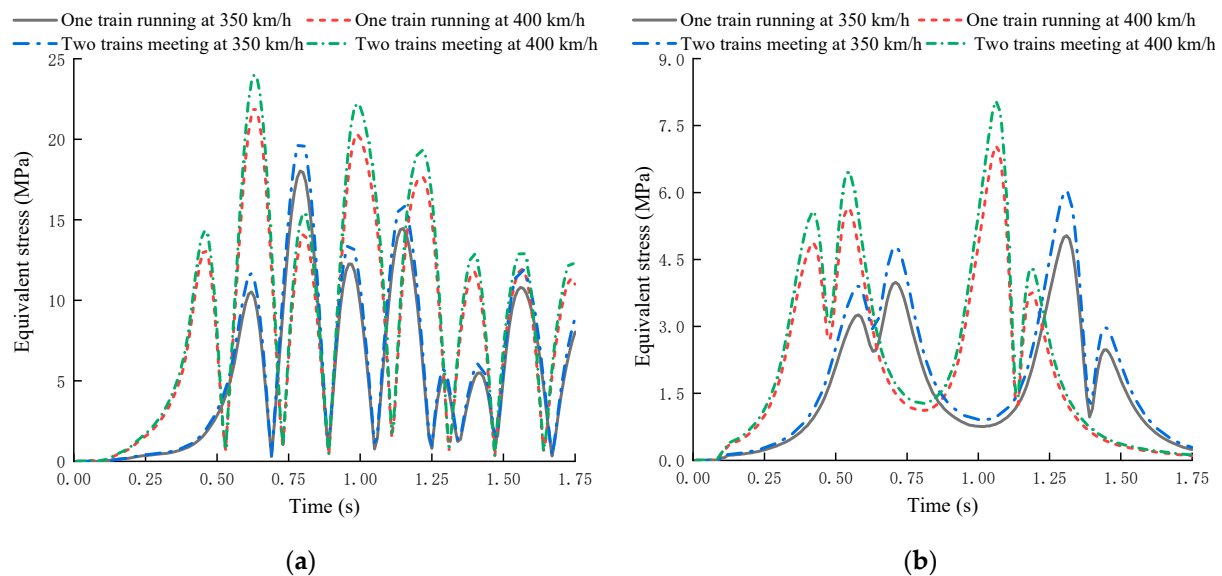 One train running at 350 km/h
One train running at 400 km/h
Two trains meeting at 350 km/h
Two trains meeting at 400 km/h
25
20
15
10
5
0
Equivalent stress (MPa)
0.00 0.25 0.50 0.75 1.00 1.25 1.50 1.75
Time (s)
(a)
One train running at 350 km/h
One train running at 400 km/h
Two trains meeting at 350 km/h
Two trains meeting at 400 km/h
9.0
7.5
6.0
4.5
3.0
1.5
0.0
Equivalent stress (MPa)
0.00 0.25 0.50 0.75 1.00 1.25 1.50 1.75
Time (s)
(b)